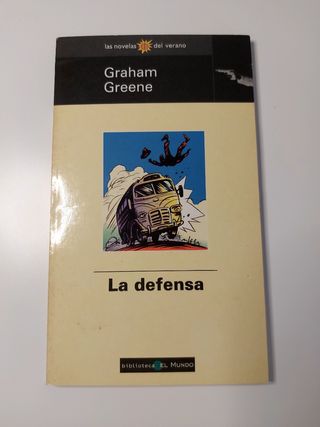 las novelas del verano
Graham
Greene
La defensa
biblioteca EL MUNDO